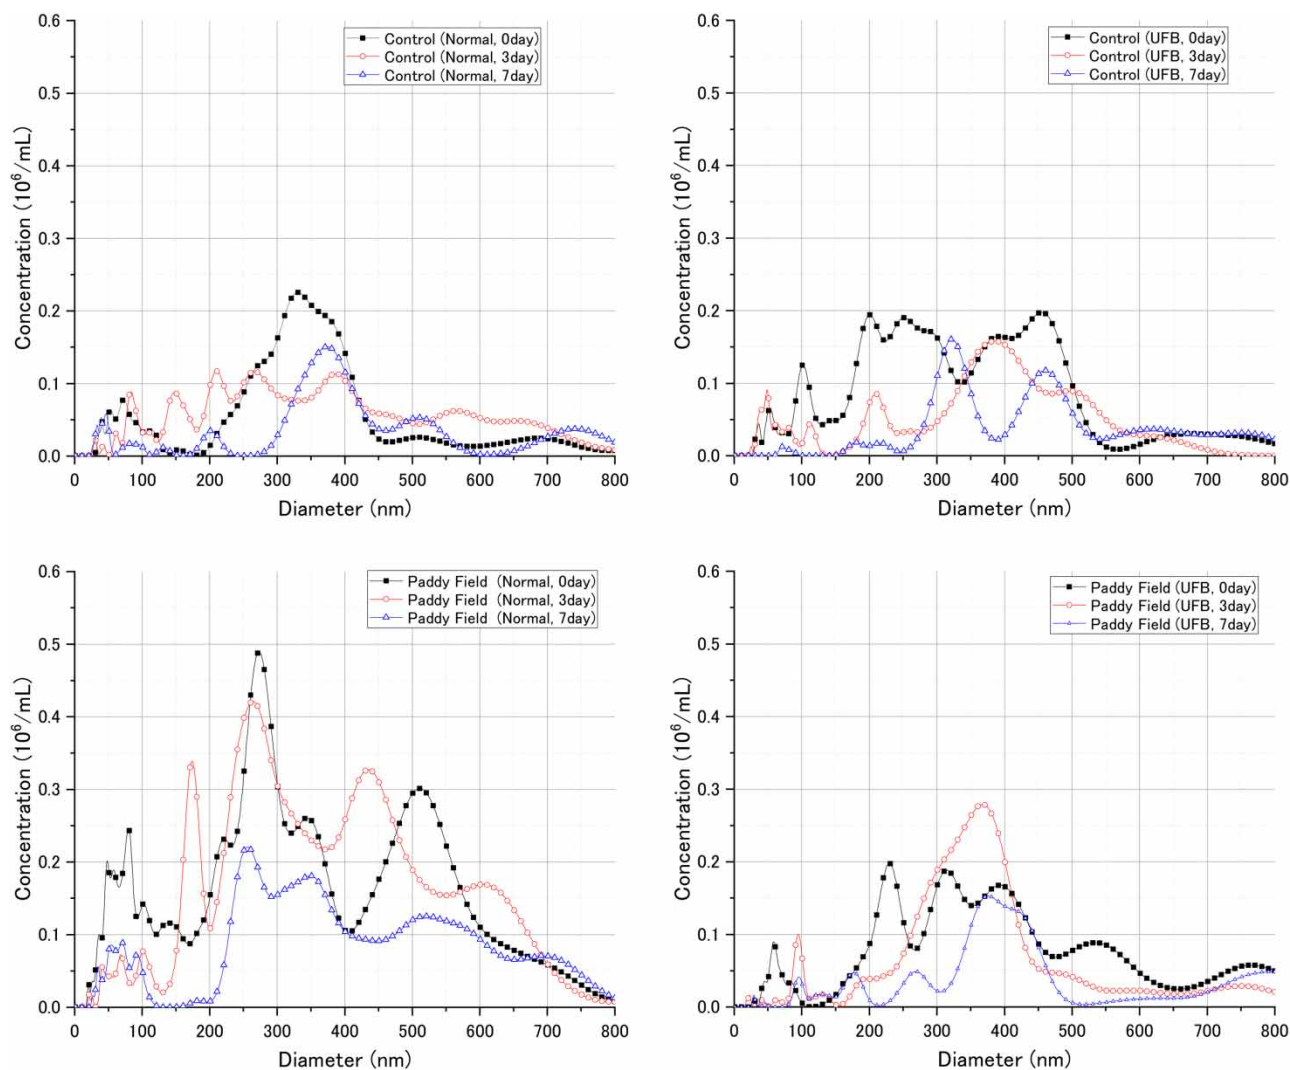 0.6
0.5
0.4
0.3
0.2
0.1
0.0
Concentration (10⁶/mL)
Control (Normal, 0day)
Control (Normal, 3day)
Control (Normal, 7day)
0 100 200 300 400 500 600 700 800
Diameter (nm)
0.6
0.5
0.4
0.3
0.2
0.1
0.0
Concentration (10⁶/mL)
Control (UFB, 0day)
Control (UFB, 3day)
Control (UFB, 7day)
0 100 200 300 400 500 600 700 800
Diameter (nm)
0.6
0.5
0.4
0.3
0.2
0.1
0.0
Concentration (10⁶/mL)
Paddy Field (Normal, 0day)
Paddy Field (Normal, 3day)
Paddy Field (Normal, 7day)
0 100 200 300 400 500 600 700 800
Diameter (nm)
0.6
0.5
0.4
0.3
0.2
0.1
0.0
Concentration (10⁶/mL)
Paddy Field (UFB, 0day)
Paddy Field (UFB, 3day)
Paddy Field (UFB, 7day)
0 100 200 300 400 500 600 700 800
Diameter (nm)